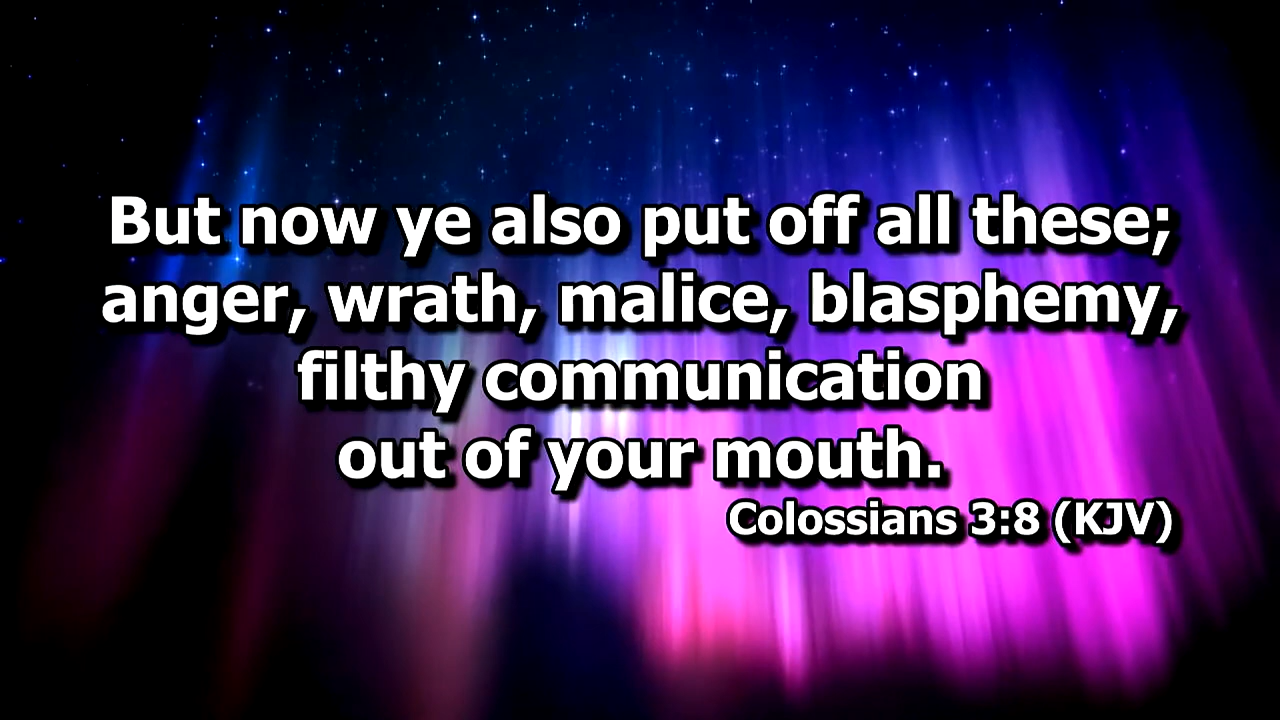 But now ye also put off all these;
anger, wrath, malice, blasphemy,
filthy communication
out of your mouth.
Colossians 3:8 (KJV)